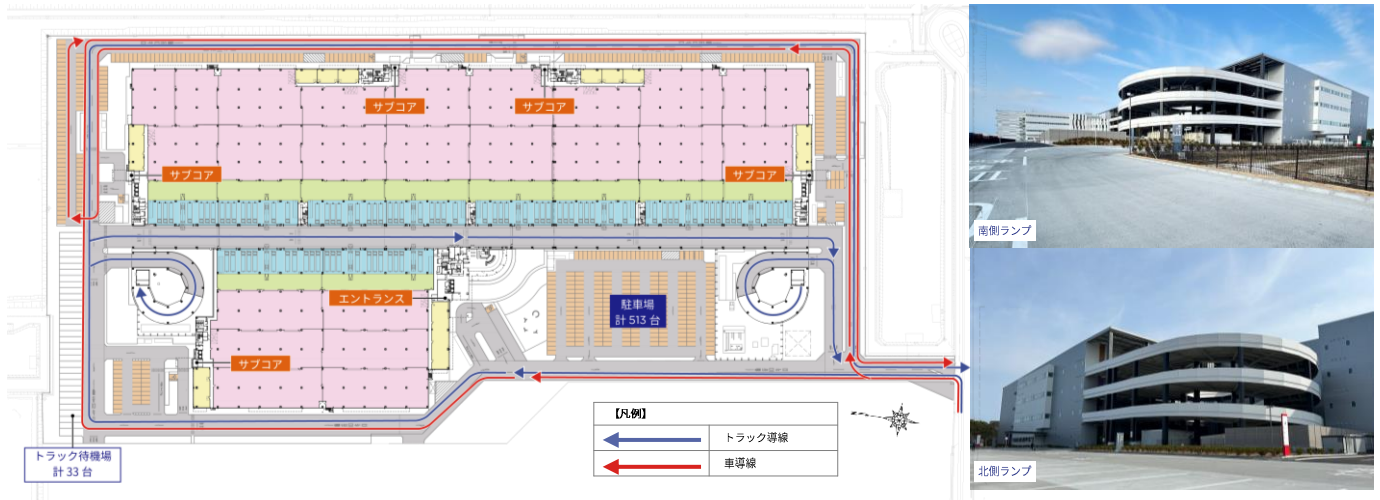 サブコア
サブコア
サブコア
サブコア
エントランス
駐車場
計 513 台
サブコア
トラック待機場
計 33 台
【凡例】
トラック導線
車導線
南側ランプ
北側ランプ